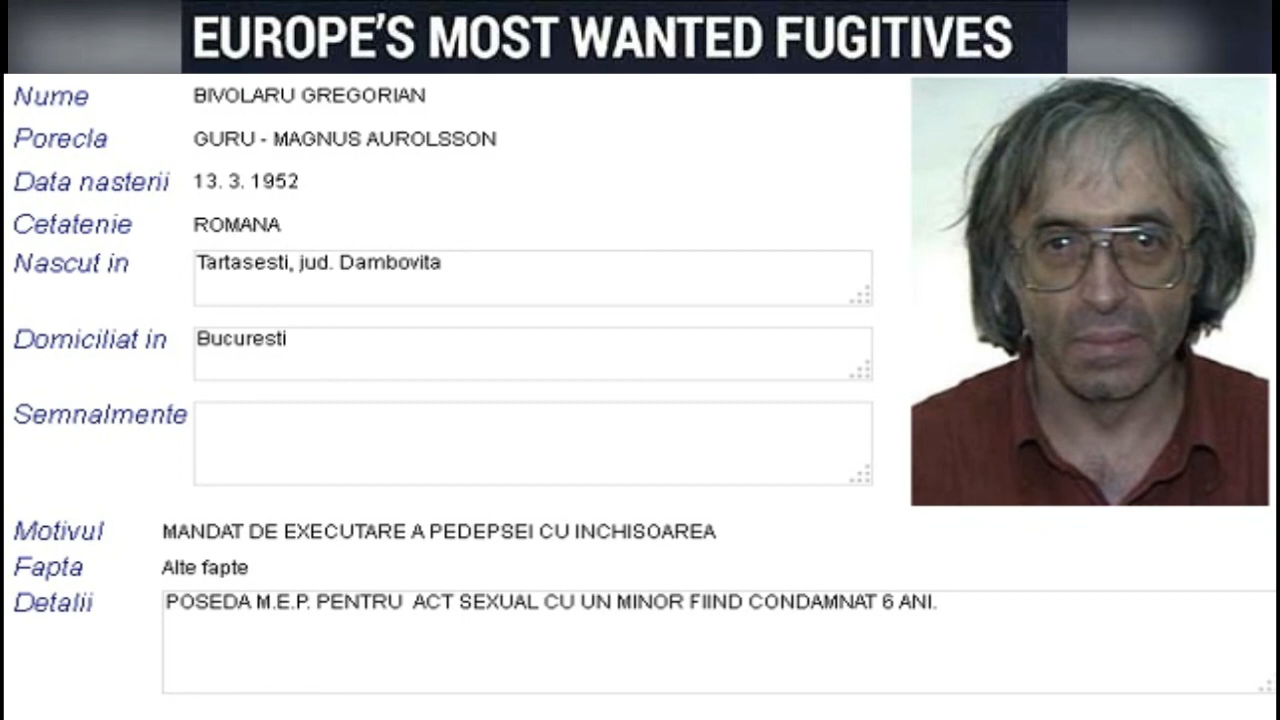 EUROPE'S MOST WANTED FUGITIVES
Nume BIVOLARU GREGORIAN
Porecla GURU - MAGNUS AUROLSSON
Data nasterii 13. 3. 1952
Cetatenie ROMANA
Nascut in Tartasesti, jud. Dambovita
Domiciliat in Bucuresti
Semnalmente
Motivul MANDAT DE EXECUTARE A PEDEPSEI CU INCHISOAREA
Fapta Alte fapte
Detalii POSEDA M.E.P. PENTRU ACT SEXUAL CU UN MINOR FIIND CONDAMNAT 6 ANI.